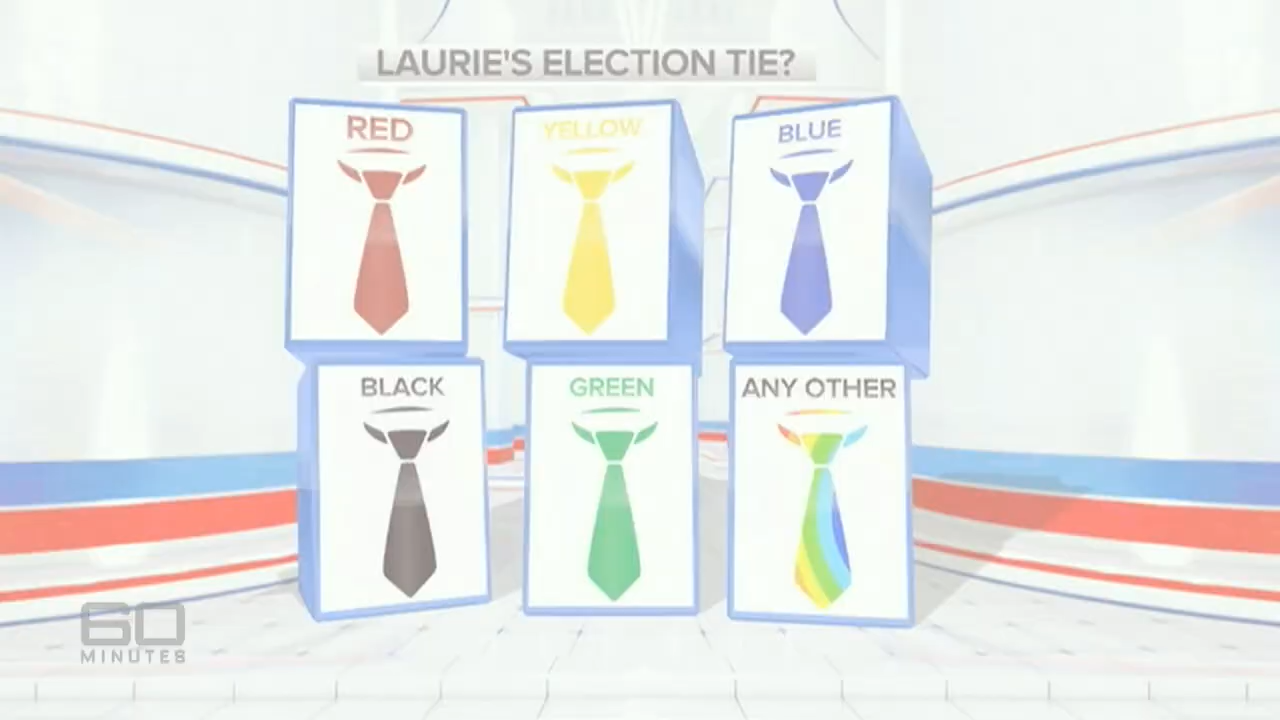 LAURIE'S ELECTION TIE?
RED
YELLOW
BLUE
BLACK
GREEN
ANY OTHER
60
MINUTES